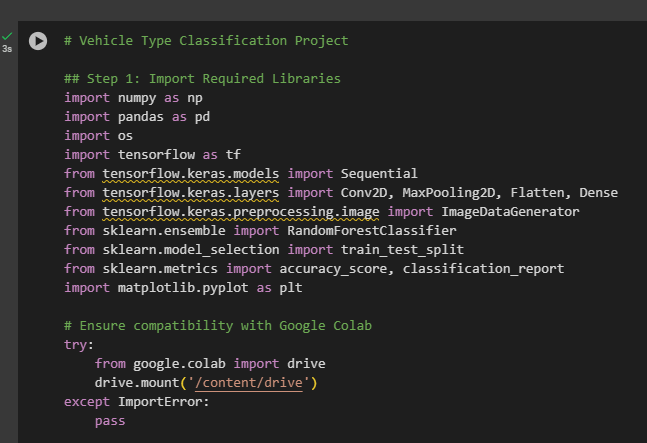 3s
# Vehicle Type Classification Project
## Step 1: Import Required Libraries
import numpy as np
import pandas as pd
import os
import tensorflow as tf
from tensorflow.keras.models import Sequential
from tensorflow.keras.layers import Conv2D, MaxPooling2D, Flatten, Dense
from tensorflow.keras.preprocessing.image import ImageDataGenerator
from sklearn.ensemble import RandomForestClassifier
from sklearn.model_selection import train_test_split
from sklearn.metrics import accuracy_score, classification_report
import matplotlib.pyplot as plt
# Ensure compatibility with Google Colab
try:
    from google.colab import drive
    drive.mount('/content/drive')
except ImportError:
    pass